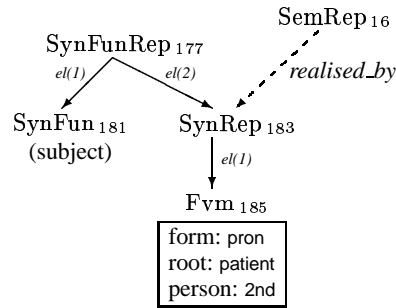 SemRep 16
SynFunRep 177
el(1) el(2) realised_by
SynFun 181 SynRep 183
(subject)
el(1)
Fvm 185
form: pron
root: patient
person: 2nd